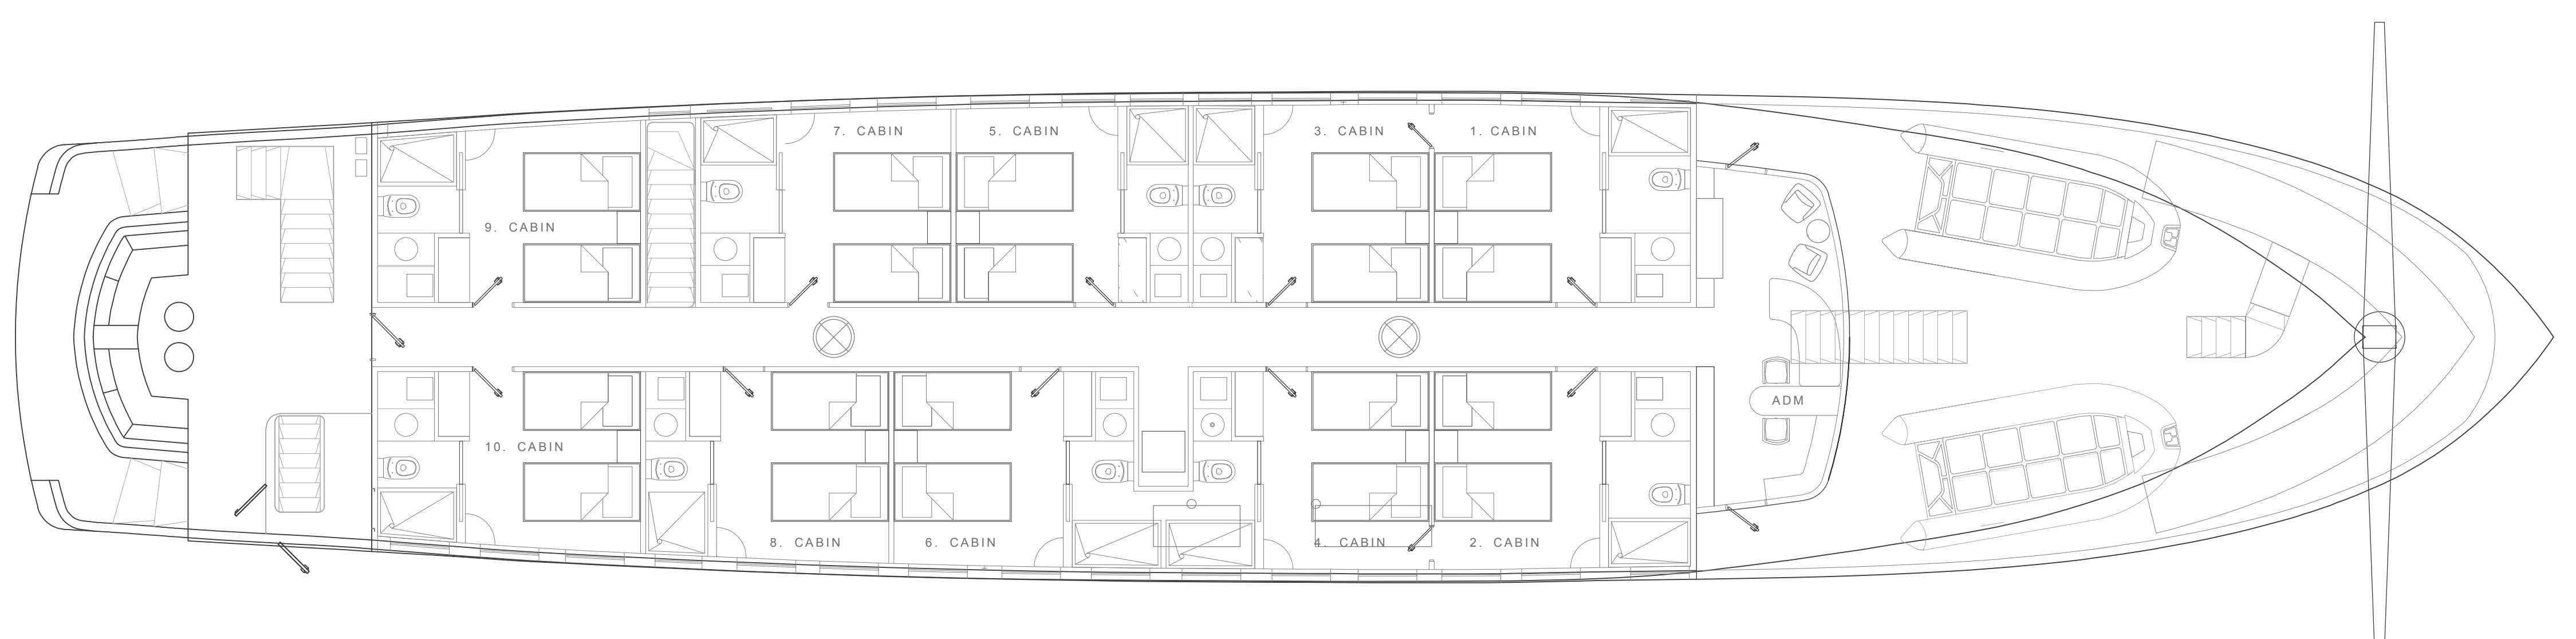 7. CABIN
5. CABIN
3. CABIN
1. CABIN
9. CABIN
ADM
10. CABIN
8. CABIN
6. CABIN
4. CABIN
2. CABIN